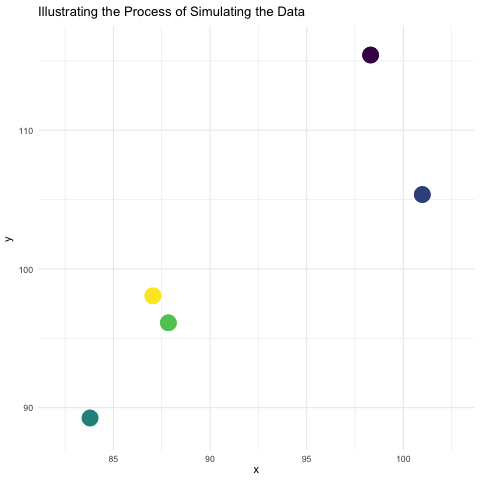 Illustrating the Process of Simulating the Data
110
100
90
y
85 90 95 100
x